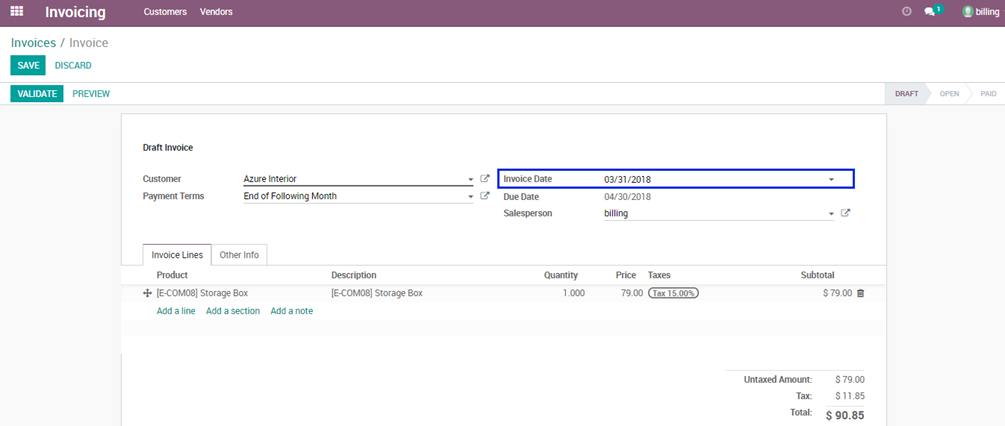 Invoicing Customers Vendors 1 billing
Invoices / Invoice
SAVE DISCARD
VALIDATE PREVIEW DRAFT OPEN PAID
Draft Invoice
Customer Azure Interior Invoice Date 03/31/2018
Payment Terms End of Following Month Due Date 04/30/2018
Salesperson billing
Invoice Lines Other Info
Product Description Quantity Price Taxes Subtotal
[E-COM08] Storage Box [E-COM08] Storage Box 1.000 79.00 Tax 15.00% $ 79.00
Add a line Add a section Add a note
Untaxed Amount: $ 79.00
Tax: $ 11.85
Total: $ 90.85